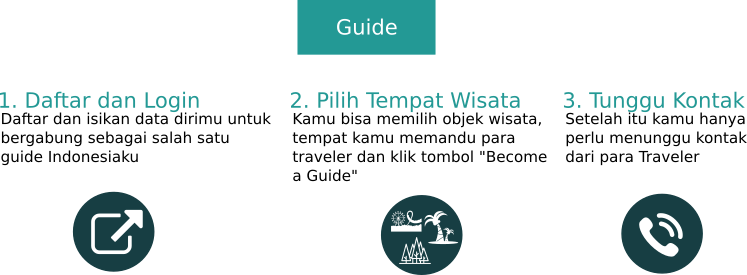 Guide
1. Daftar dan Login
Daftar dan isikan data dirimu untuk
bergabung sebagai salah satu
guide Indonesiaku
2. Pilih Tempat Wisata
Kamu bisa memilih objek wisata,
tempat kamu memandu para
traveler dan klik tombol "Become
a Guide"
3. Tunggu Kontak
Setelah itu kamu hanya
perlu menunggu kontak
dari para Traveler